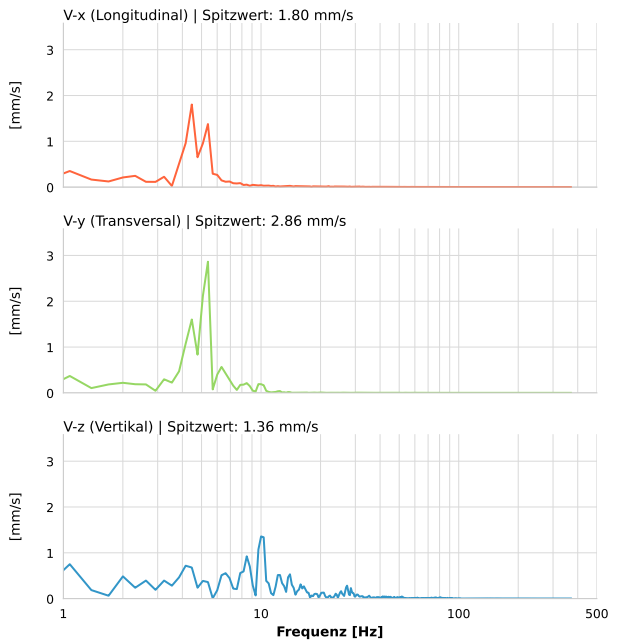 V-x (Longitudinal) | Spitzwert: 1.80 mm/s
3
2
1
0
[mm/s]
V-y (Transversal) | Spitzwert: 2.86 mm/s
3
2
1
0
[mm/s]
V-z (Vertikal) | Spitzwert: 1.36 mm/s
3
2
1
0
[mm/s]
1 10 100 500
Frequenz [Hz]